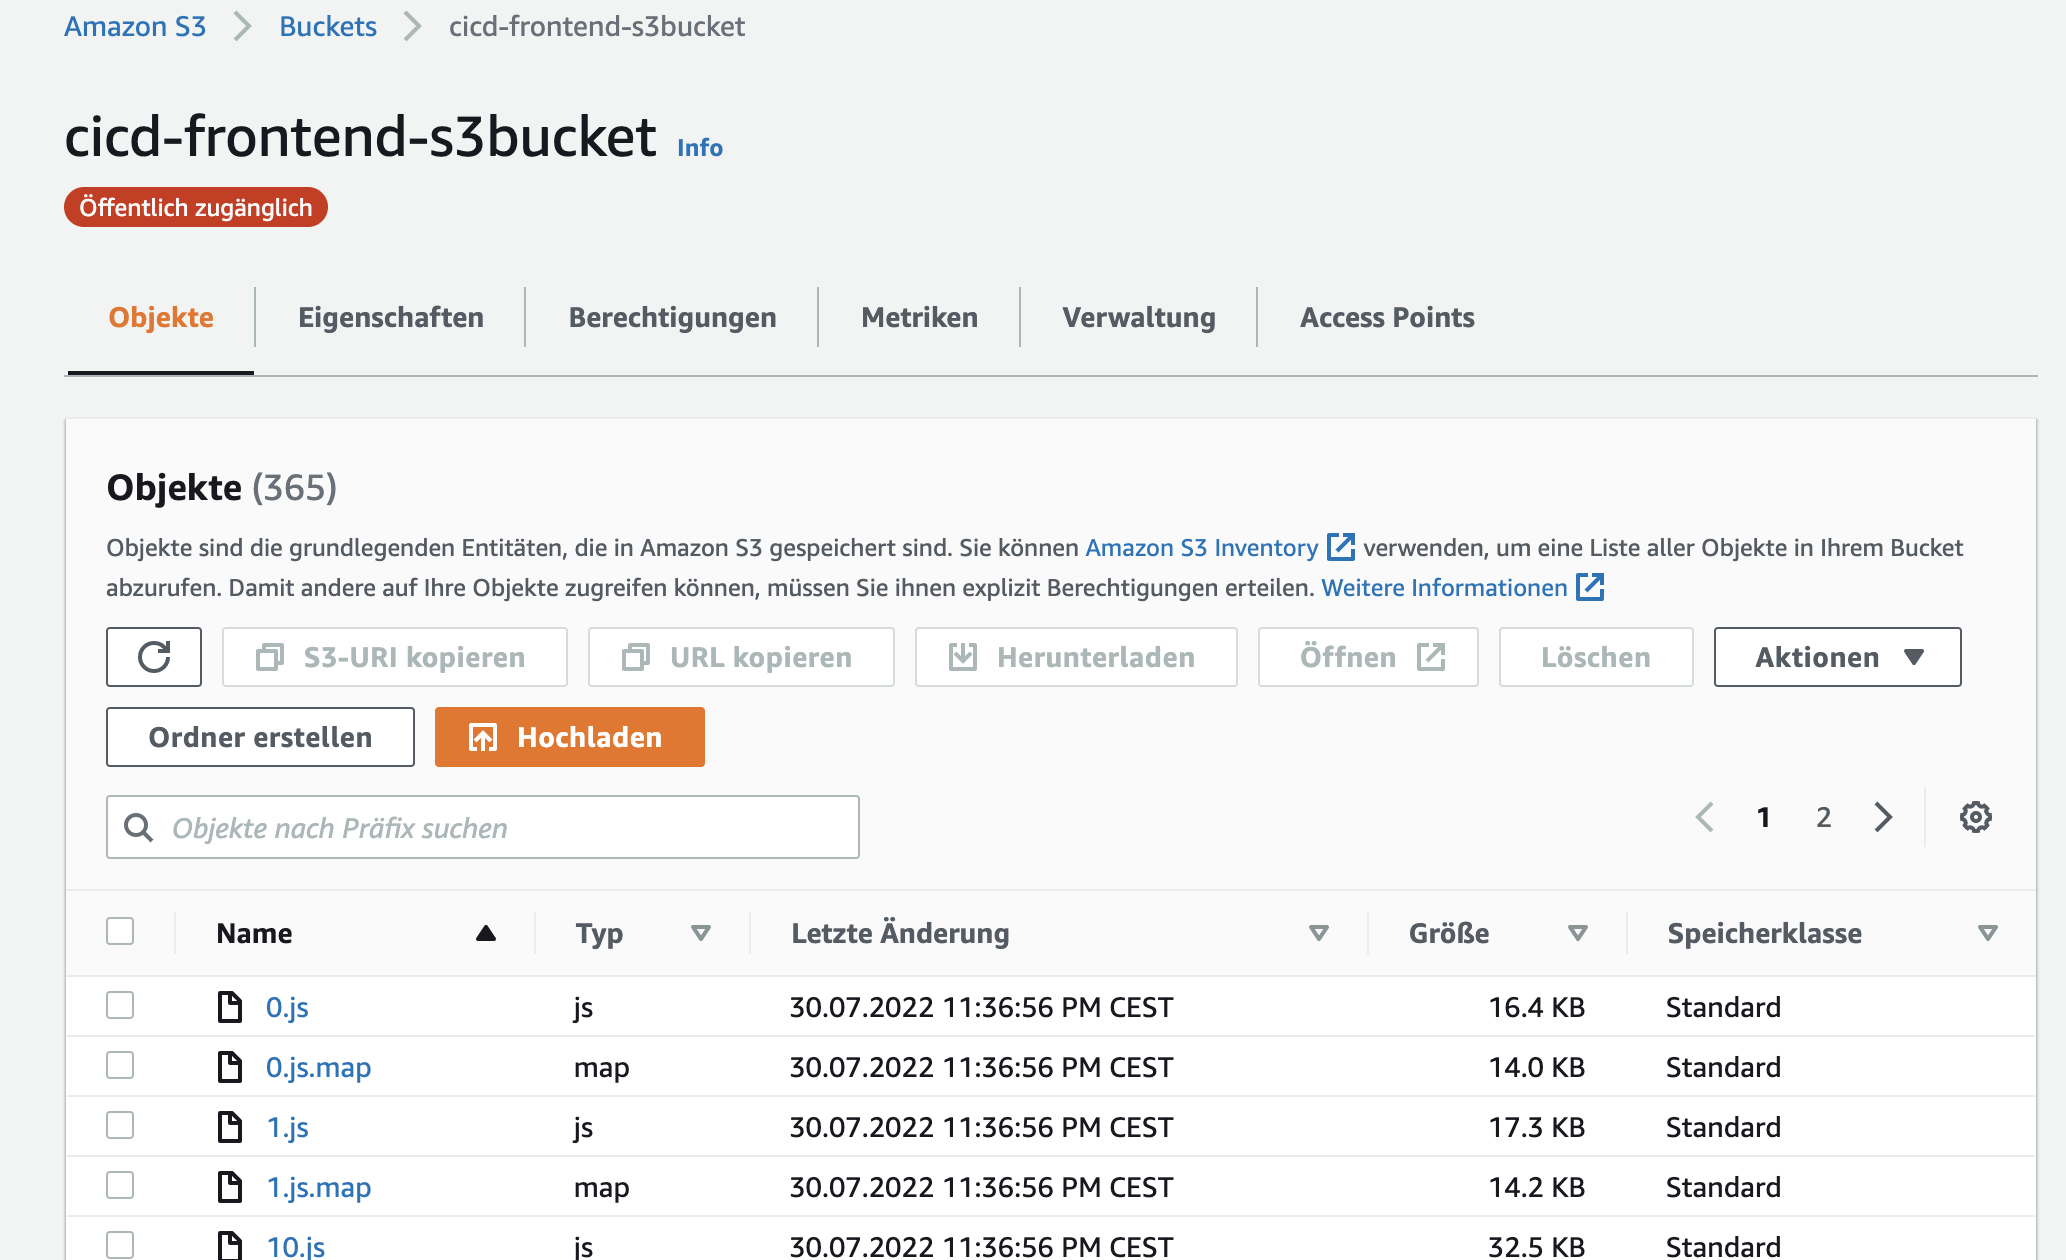 Amazon S3 Buckets cicd-frontend-s3bucket
cicd-frontend-s3bucket Info
Öffentlich zugänglich
Objekte Eigenschaften Berechtigungen Metriken Verwaltung Access Points
Objekte (365)
Objekte sind die grundlegenden Entitäten, die in Amazon S3 gespeichert sind. Sie können Amazon S3 Inventory verwenden, um eine Liste aller Objekte in Ihrem Bucket
abzurufen. Damit andere auf Ihre Objekte zugreifen können, müssen Sie ihnen explizit Berechtigungen erteilen. Weitere Informationen
S3-URI kopieren URL kopieren Herunterladen Öffnen Löschen Aktionen
Ordner erstellen Hochladen
Objekte nach Präfix suchen 1 2
Name Typ Letzte Änderung Größe Speicherklasse
0.js js 30.07.2022 11:36:56 PM CEST 16.4 KB Standard
0.js.map map 30.07.2022 11:36:56 PM CEST 14.0 KB Standard
1.js js 30.07.2022 11:36:56 PM CEST 17.3 KB Standard
1.js.map map 30.07.2022 11:36:56 PM CEST 14.2 KB Standard
10.js js 30.07.2022 11:36:56 PM CEST 32.5 KB Standard